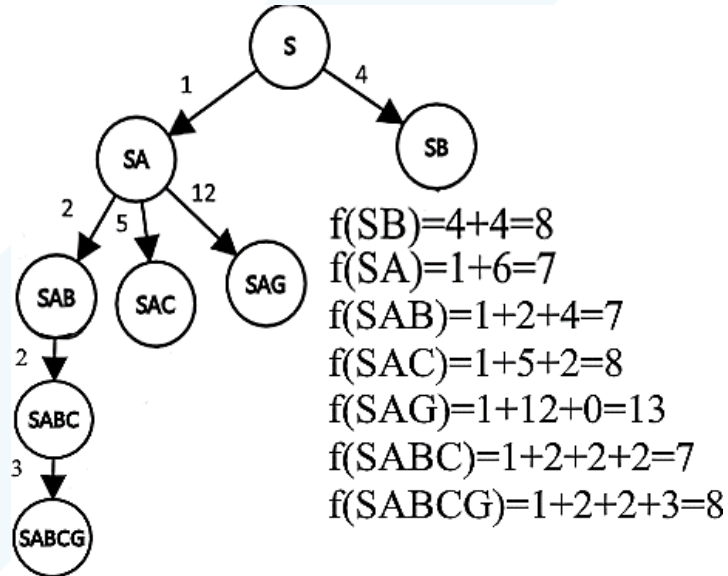 S
1
4
SA
SB
2
5
12
SAB
SAC
SAG
2
SABC
3
SABCG
f(SB)=4+4=8
f(SA)=1+6=7
f(SAB)=1+2+4=7
f(SAC)=1+5+2=8
f(SAG)=1+12+0=13
f(SABC)=1+2+2+2=7
f(SABCG)=1+2+2+3=8